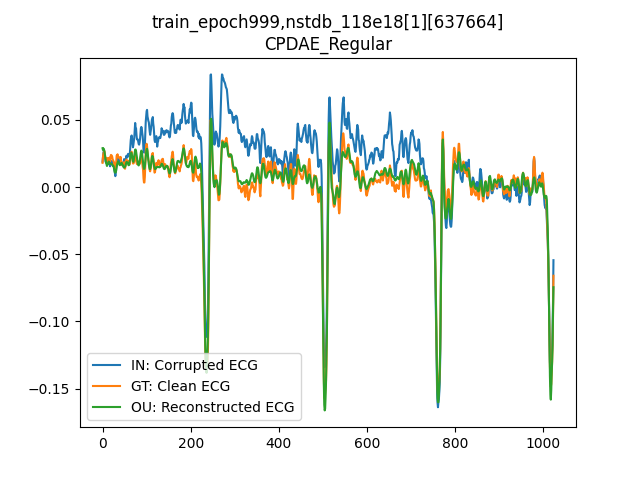 train_epoch999,nstdb_118e18[1][637664]
CPDAE_Regular
0.05
0.00
−0.05
−0.10
−0.15
IN: Corrupted ECG
GT: Clean ECG
OU: Reconstructed ECG
0
200
400
600
800
1000